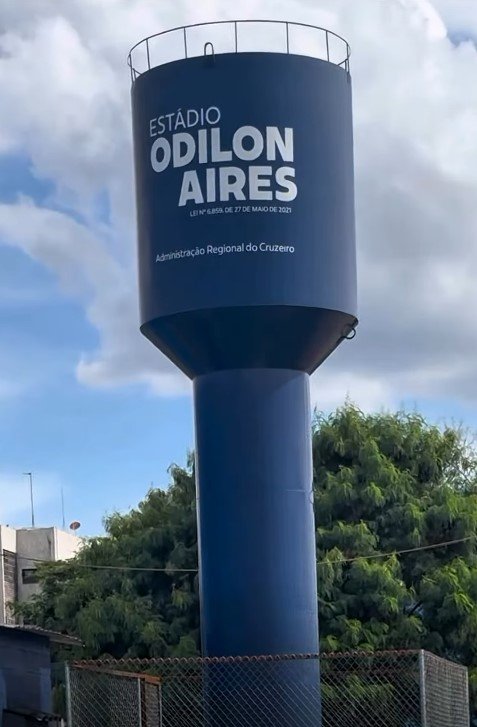 ESTÁDIO
ODILON
AIRES
LEI Nº 6.859, DE 27 DE MAIO DE 2021
Administração Regional do Cruzeiro